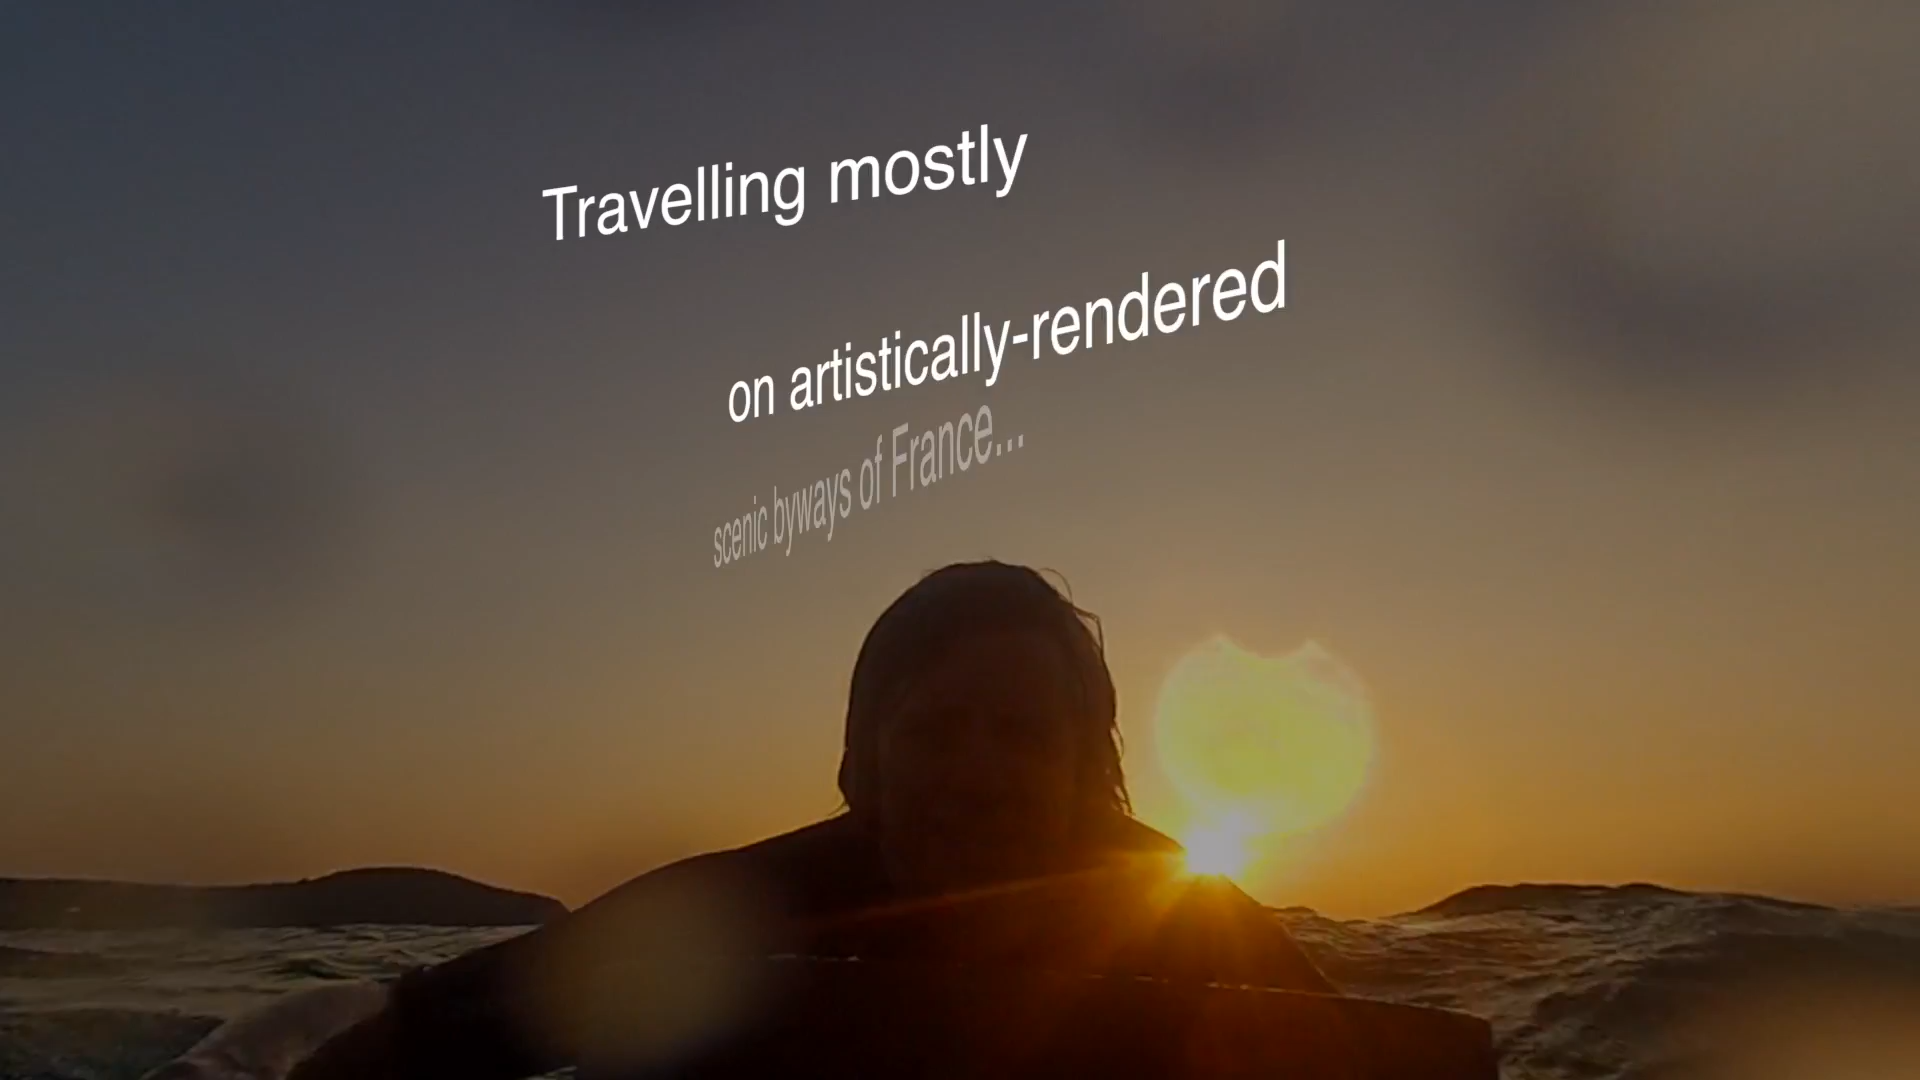 Travelling mostly
on artistically-rendered
scenic byways of France...